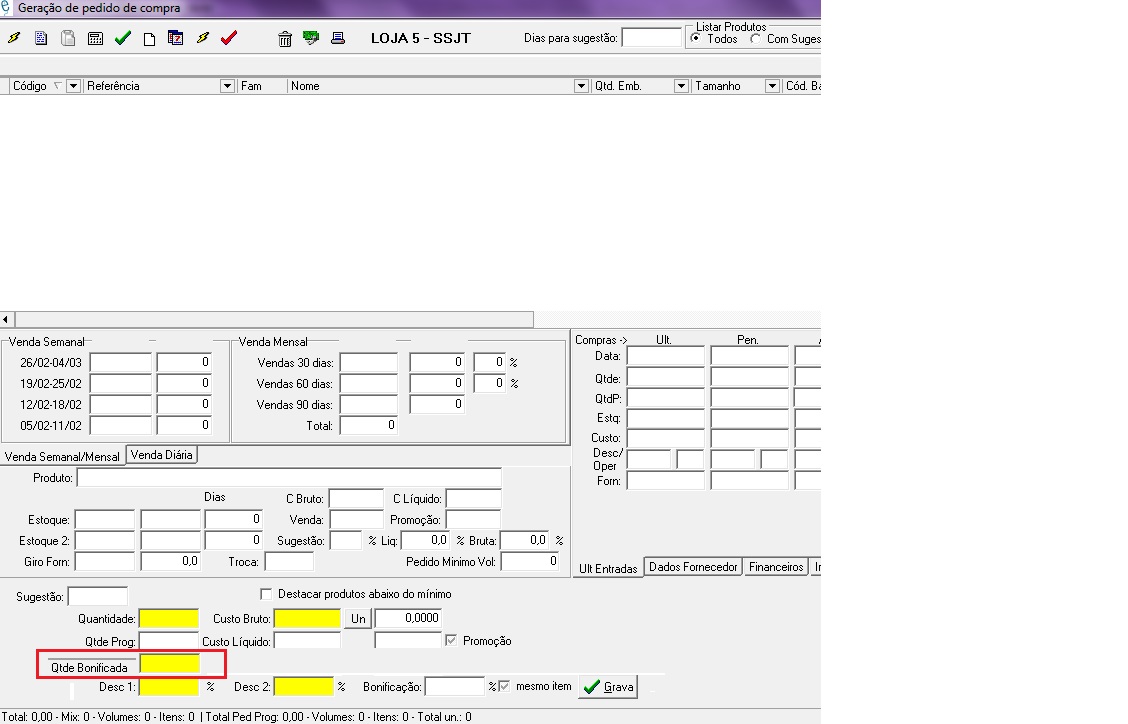 Geração de pedido de compra
LOJA 5 - SSJT Dias para sugestão: Listar Produtos Todos Com Suges
Código Referência Fam Nome Qtd. Emb. Tamanho Cód. Ba
Venda Semanal Venda Mensal Compras -> Ult. Pen.
26/02-04/03 0 Vendas 30 dias: 0 0 % Data:
19/02-25/02 0 Vendas 60 dias: 0 0 % Qtde:
12/02-18/02 0 Vendas 90 dias: 0 QtdP:
05/02-11/02 0 Total: 0 Estq:
Custo:
Venda Semanal/Mensal Venda Diária Desc/
Oper
Produto: Forn:
Dias C Bruto: C Líquido:
Estoque: 0 Venda: Promoção:
Estoque 2: 0 Sugestão: % Liq: 0,0 % Bruta: 0,0 %
Giro Forn: 0,0 Troca: Pedido Minimo Vol: 0
Ult Entradas Dados Fornecedor Financeiros
Sugestão: Destacar produtos abaixo do mínimo
Quantidade: Custo Bruto: Un 0,0000
Qtde Prog: Custo Líquido: Promoção
Qtde Bonificada
Desc 1: % Desc 2: % Bonificação: % mesmo item Grava
Total: 0,00 - Mix: 0 - Volumes: 0 - Itens: 0 | Total Ped Prog: 0,00 - Volumes: 0 - Itens: 0 - Total un.: 0